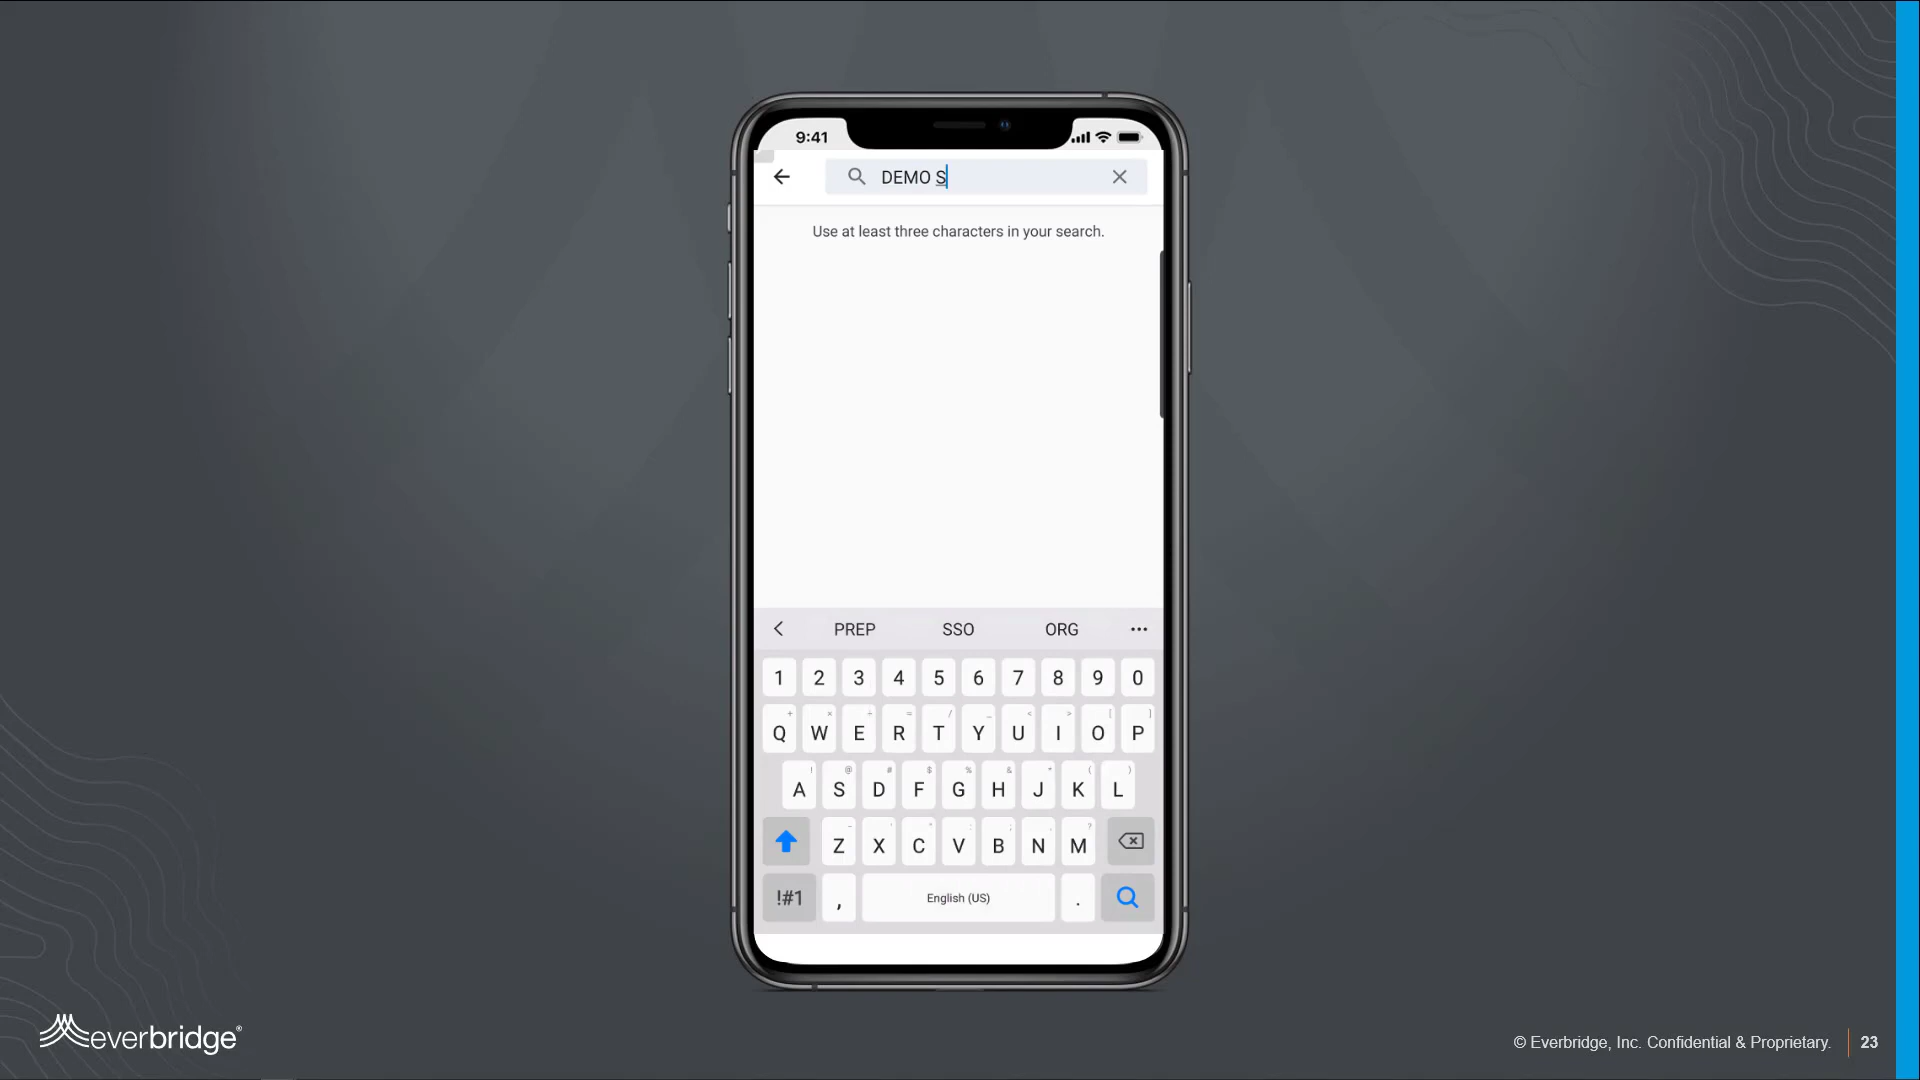 9:41
DEMO S
Use at least three characters in your search.
PREP SSO ORG ...
1 2 3 4 5 6 7 8 9 0
+ × ÷ = / _ < > [ ]
Q W E R T Y U I O P
! @ # $ % & * ( )
A S D F G H J K L
Z X C V B N M
!#1 , English (US) .
everbridge®
© Everbridge, Inc. Confidential & Proprietary. 23